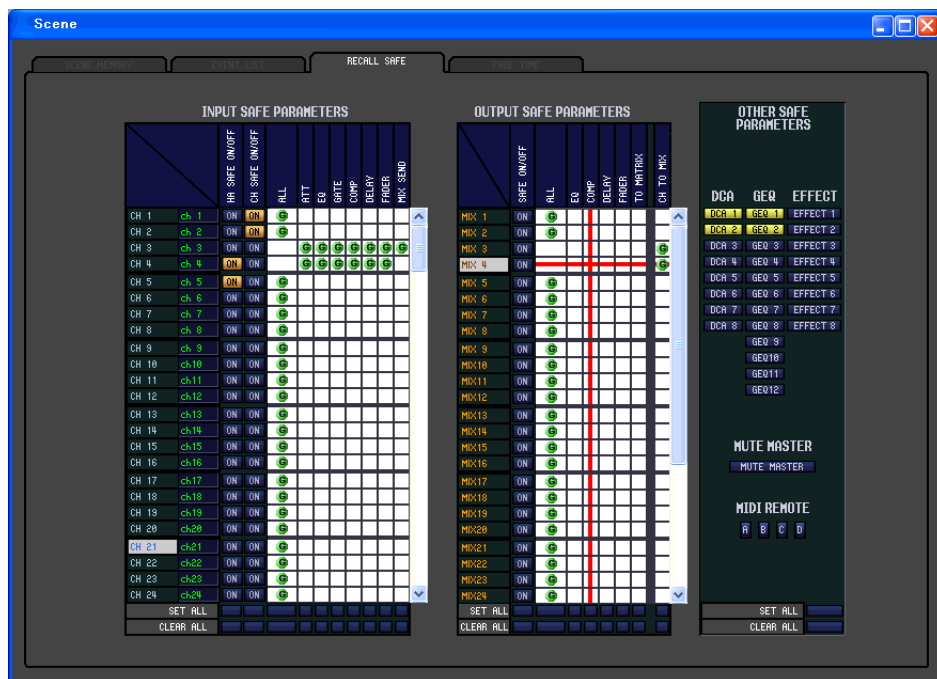 Scene
SCENE MEMORY EVENT LIST RECALL SAFE FADE TIME
INPUT SAFE PARAMETERS
HA SAFE ON/OFF CH SAFE ON/OFF ALL ATT EQ GATE COMP DELAY FADER MIX SEND
CH 1 ch 1 ON ON G
CH 2 ch 2 ON ON G
CH 3 ch 3 ON ON G G G G G G G
CH 4 ch 4 ON ON G G G G G G
CH 5 ch 5 ON ON G
CH 6 ch 6 ON ON G
CH 7 ch 7 ON ON G
CH 8 ch 8 ON ON G
CH 9 ch 9 ON ON G
CH 10 ch10 ON ON G
CH 11 ch11 ON ON G
CH 12 ch12 ON ON G
CH 13 ch13 ON ON G
CH 14 ch14 ON ON G
CH 15 ch15 ON ON G
CH 16 ch16 ON ON G
CH 17 ch17 ON ON G
CH 18 ch18 ON ON G
CH 19 ch19 ON ON G
CH 20 ch20 ON ON G
CH 21 ch21 ON ON G
CH 22 ch22 ON ON G
CH 23 ch23 ON ON G
CH 24 ch24 ON ON G
SET ALL
CLEAR ALL
OUTPUT SAFE PARAMETERS
SAFE ON/OFF ALL EQ COMP DELAY FADER TO MATRIX CH TO MIX
MIX 1 ON G
MIX 2 ON G
MIX 3 ON G
MIX 4 ON G
MIX 5 ON G
MIX 6 ON G
MIX 7 ON G
MIX 8 ON G
MIX 9 ON G
MIX10 ON G
MIX11 ON G
MIX12 ON G
MIX13 ON G
MIX14 ON G
MIX15 ON G
MIX16 ON G
MIX17 ON G
MIX18 ON G
MIX19 ON G
MIX20 ON G
MIX21 ON G
MIX22 ON G
MIX23 ON G
MIX24 ON G
SET ALL
CLEAR ALL
OTHER SAFE
PARAMETERS
DCA GEQ EFFECT
DCA 1 GEQ 1 EFFECT 1
DCA 2 GEQ 2 EFFECT 2
DCA 3 GEQ 3 EFFECT 3
DCA 4 GEQ 4 EFFECT 4
DCA 5 GEQ 5 EFFECT 5
DCA 6 GEQ 6 EFFECT 6
DCA 7 GEQ 7 EFFECT 7
DCA 8 GEQ 8 EFFECT 8
GEQ 9
GEQ10
GEQ11
GEQ12
MUTE MASTER
MUTE MASTER
MIDI REMOTE
A B C D
SET ALL
CLEAR ALL